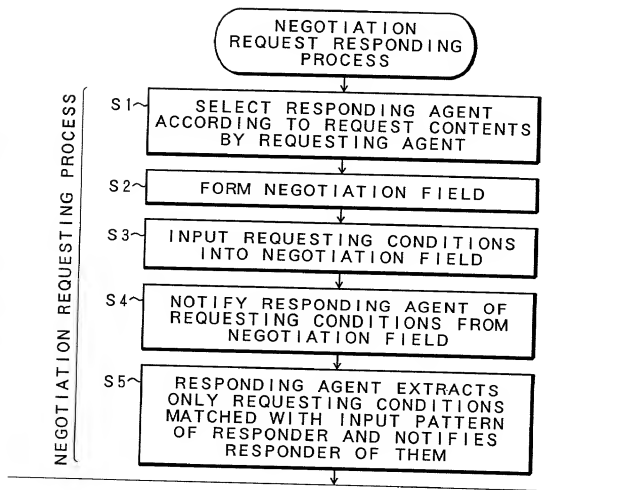 NEGOTIATION
REQUEST RESPONDING
PROCESS
NEGOTIATION REQUESTING PROCESS
S1
SELECT RESPONDING AGENT
ACCORDING TO REQUEST CONTENTS
BY REQUESTING AGENT
S2
FORM NEGOTIATION FIELD
S3
INPUT REQUESTING CONDITIONS
INTO NEGOTIATION FIELD
S4
NOTIFY RESPONDING AGENT OF
REQUESTING CONDITIONS FROM
NEGOTIATION FIELD
S5
RESPONDING AGENT EXTRACTS
ONLY REQUESTING CONDITIONS
MATCHED WITH INPUT PATTERN
OF RESPONDER AND NOTIFIES
RESPONDER OF THEM